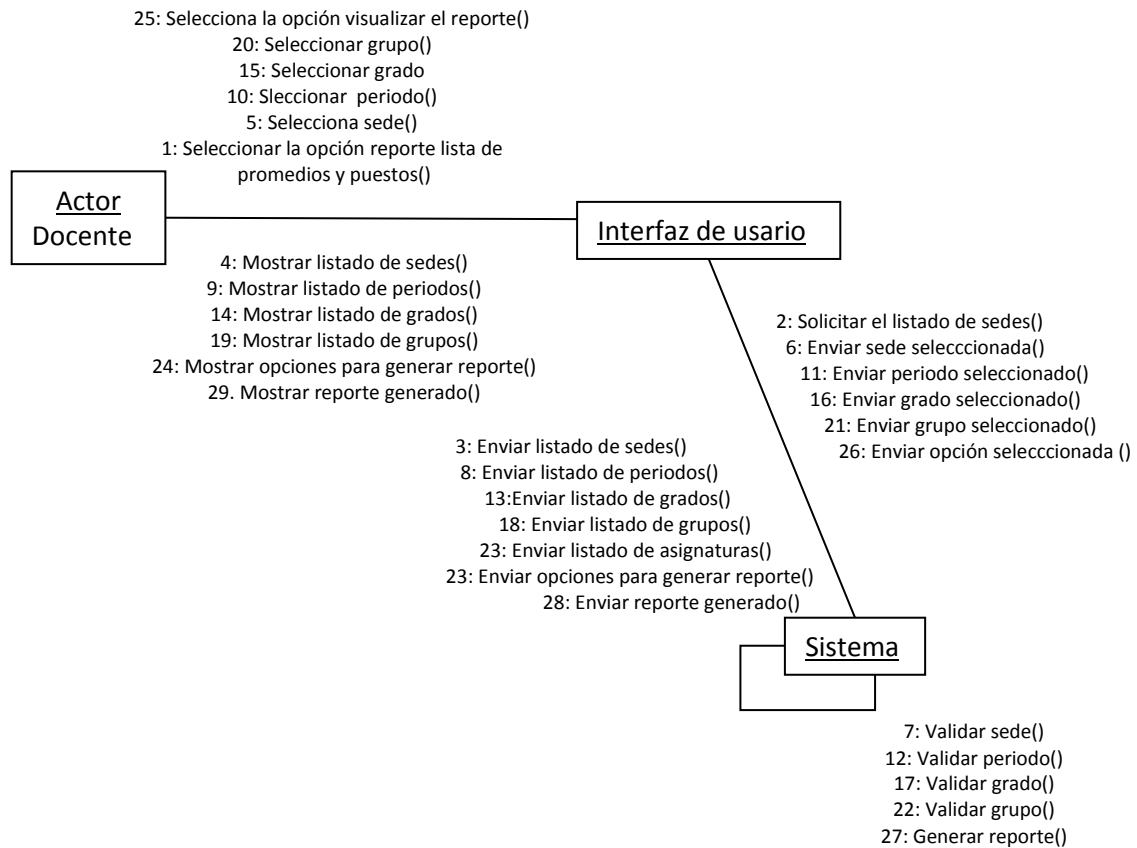 25: Selecciona la opción visualizar el reporte()
20: Seleccionar grupo()
15: Seleccionar grado
10: Sleccionar periodo()
5: Selecciona sede()
1: Seleccionar la opción reporte lista de
promedios y puestos()
Actor
Docente
Interfaz de usario
4: Mostrar listado de sedes()
9: Mostrar listado de periodos()
14: Mostrar listado de grados()
19: Mostrar listado de grupos()
24: Mostrar opciones para generar reporte()
29. Mostrar reporte generado()
2: Solicitar el listado de sedes()
6: Enviar sede selecccionada()
11: Enviar periodo seleccionado()
16: Enviar grado seleccionado()
21: Enviar grupo seleccionado()
26: Enviar opción selecccionada ()
3: Enviar listado de sedes()
8: Enviar listado de periodos()
13:Enviar listado de grados()
18: Enviar listado de grupos()
23: Enviar listado de asignaturas()
23: Enviar opciones para generar reporte()
28: Enviar reporte generado()
Sistema
7: Validar sede()
12: Validar periodo()
17: Validar grado()
22: Validar grupo()
27: Generar reporte()